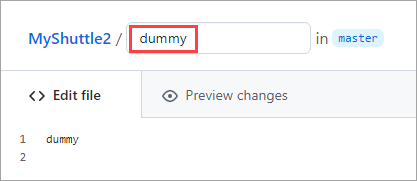 MyShuttle2 / dummy in master
<> Edit file Preview changes
1 dummy
2